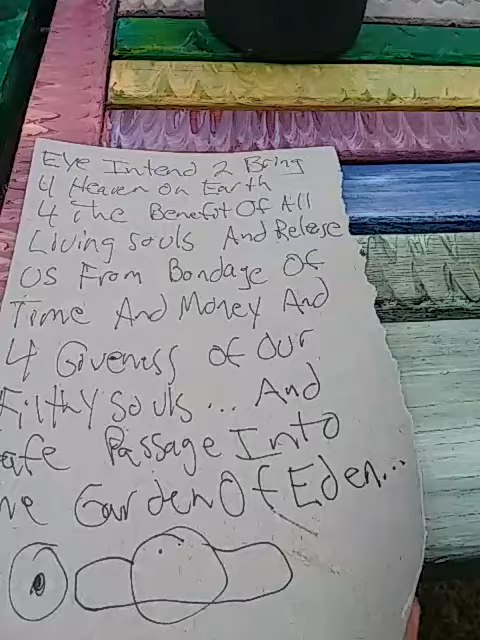 Eye Intend 2 Bring
4 Heaven on Earth
4 The Benefit Of All
Living Souls And Release
US From Bondage Of
Time And Money And
4 Giveness of our
Filthy Souls... And
afe Passage Into
he Garden Of Eden...